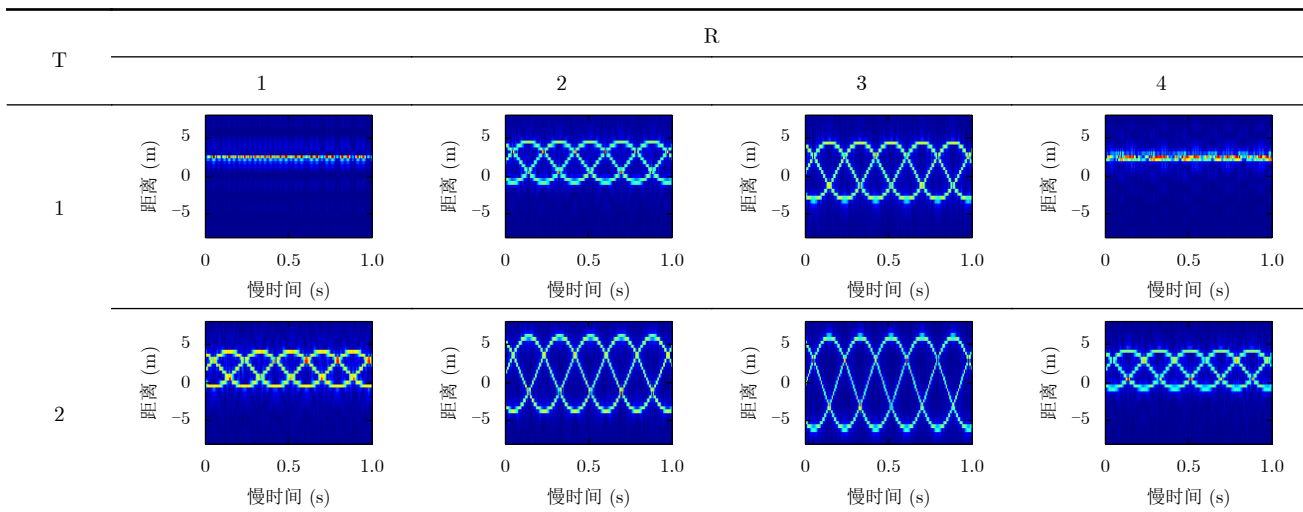 T
R
1 2 3 4
1
距离 (m) 5 0 −5 距离 (m) 5 0 −5 距离 (m) 5 0 −5 距离 (m) 5 0 −5
0 0.5 1.0 0 0.5 1.0 0 0.5 1.0 0 0.5 1.0
慢时间 (s) 慢时间 (s) 慢时间 (s) 慢时间 (s)
2
距离 (m) 5 0 −5 距离 (m) 5 0 −5 距离 (m) 5 0 −5 距离 (m) 5 0 −5
0 0.5 1.0 0 0.5 1.0 0 0.5 1.0 0 0.5 1.0
慢时间 (s) 慢时间 (s) 慢时间 (s) 慢时间 (s)